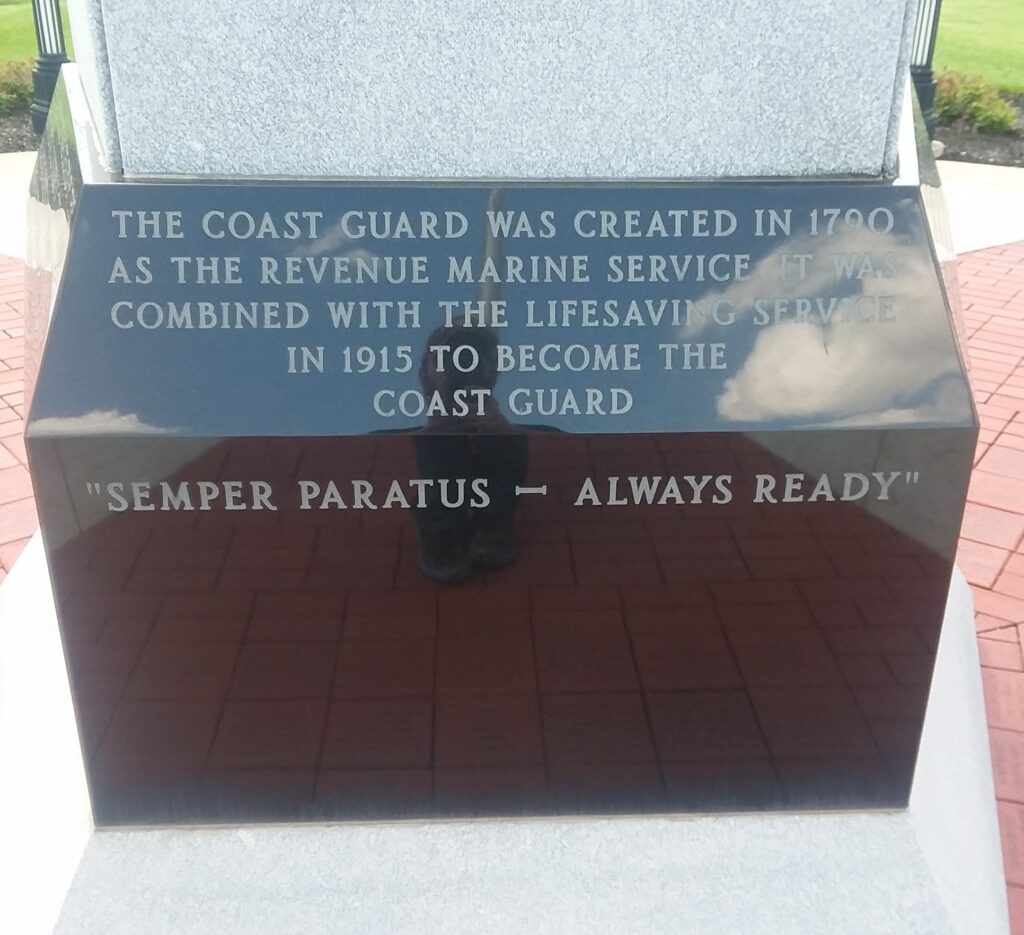 THE COAST GUARD WAS CREATED IN 1790
AS THE REVENUE MARINE SERVICE. IT WAS
COMBINED WITH THE LIFESAVING SERVICE
IN 1915 TO BECOME THE
COAST GUARD
"SEMPER PARATUS - ALWAYS READY"